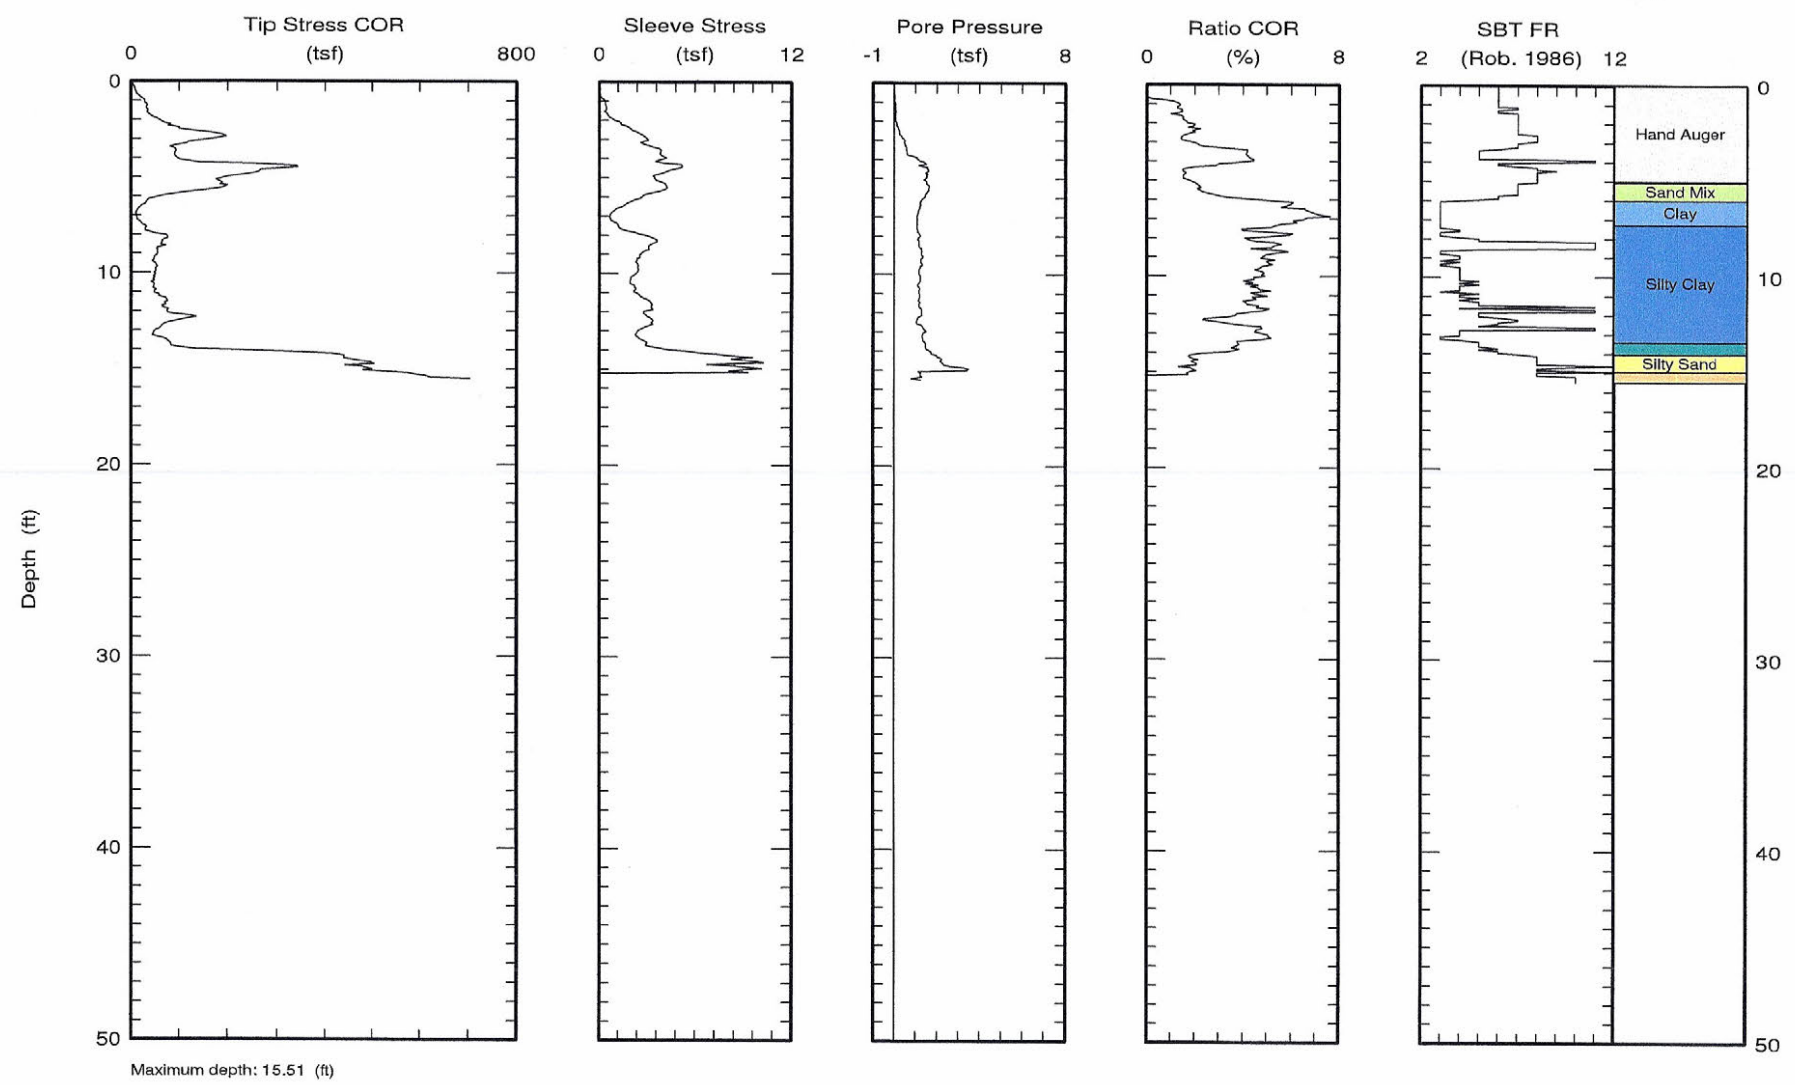 Tip Stress COR
(tsf)
0 800
Sleeve Stress
(tsf)
0 12
Pore Pressure
(tsf)
-1 8
Ratio COR
(%)
0 8
SBT FR
(Rob. 1986)
2 12
0
10
20
30
40
50
Depth (ft)
0
10
20
30
40
50
Hand Auger
Sand Mix
Clay
Silty Clay
Silty Sand
Maximum depth: 15.51 (ft)